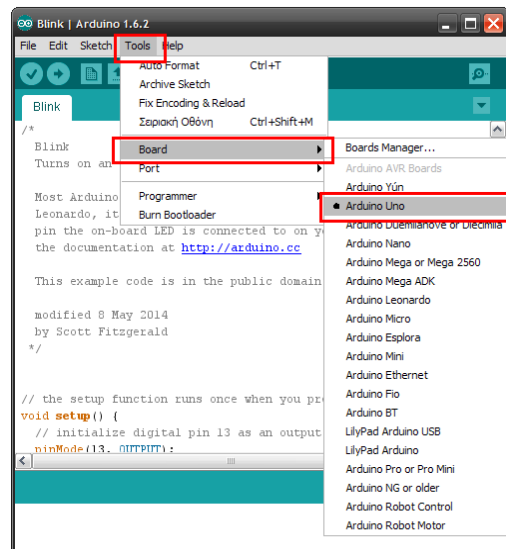 Blink | Arduino 1.6.2
File Edit Sketch Tools Help
Blink
Auto Format Ctrl+T
Archive Sketch
Fix Encoding & Reload
Σειριακή Οθόνη Ctrl+Shift+M
Board
Port
Programmer
Burn Bootloader
Boards Manager...
Arduino AVR Boards
Arduino Yún
Arduino Uno
Arduino Duemilanove or Diecimila
Arduino Nano
Arduino Mega or Mega 2560
Arduino Mega ADK
Arduino Leonardo
Arduino Micro
Arduino Esplora
Arduino Mini
Arduino Ethernet
Arduino Fio
Arduino BT
LilyPad Arduino USB
LilyPad Arduino
Arduino Pro or Pro Mini
Arduino NG or older
Arduino Robot Control
Arduino Robot Motor
/*
Blink
Turns on an
Most Arduino
Leonardo, it
pin the on-board LED is connected to on y
the documentation at http://arduino.cc
This example code is in the public domain
modified 8 May 2014
by Scott Fitzgerald
*/
// the setup function runs once when you pre
void setup() {
// initialize digital pin 13 as an output
pinMode(13, OUTPUT);